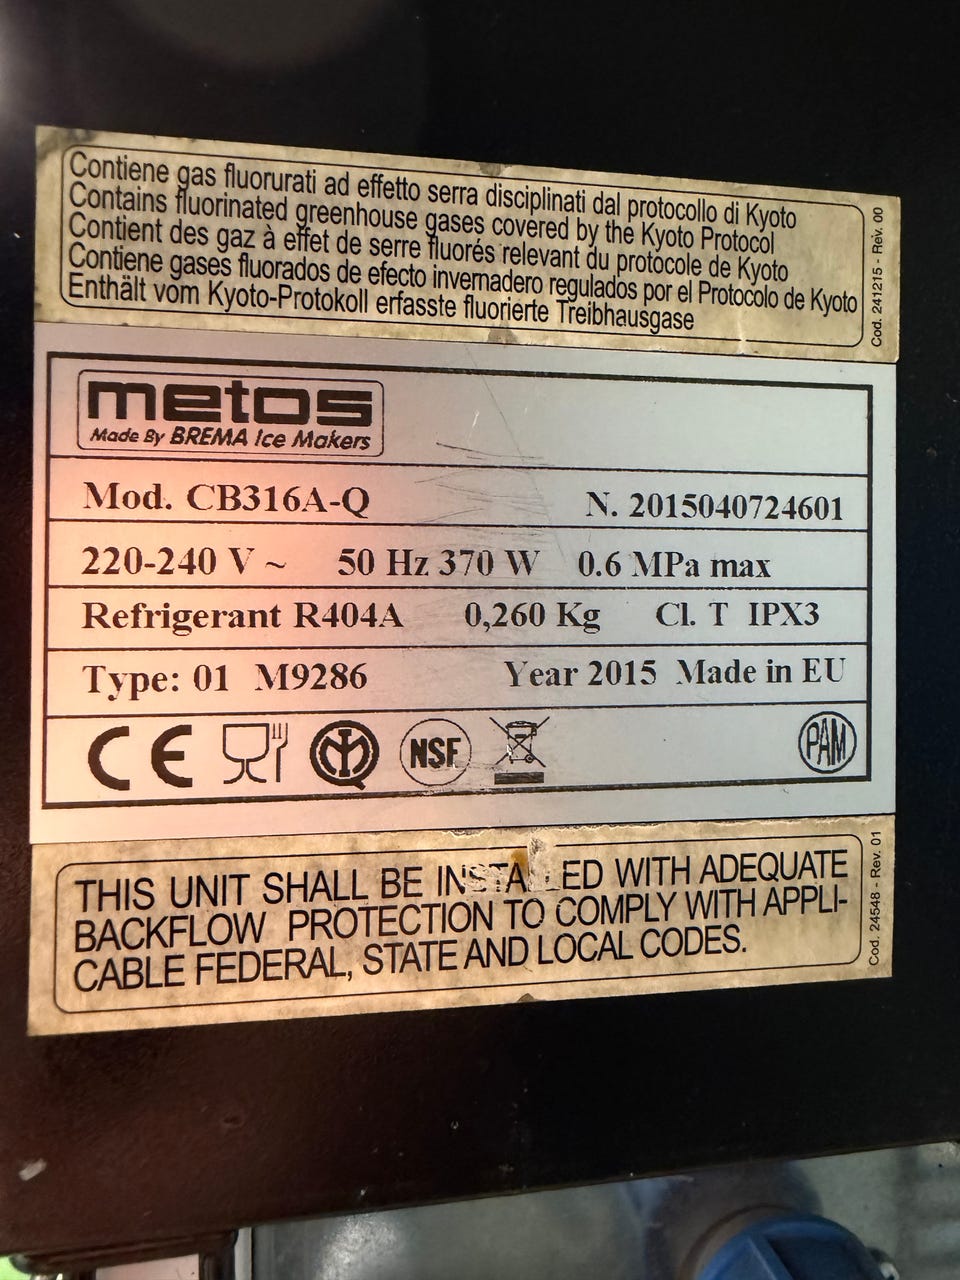 Contiene gas fluorurati ad effetto serra disciplinati dal protocollo di Kyoto
Contains fluorinated greenhouse gases covered by the Kyoto Protocol
Contient des gaz à effet de serre fluorés relevant du protocole de Kyoto
Contiene gases fluorados de efecto invernadero regulados por el Protocolo de Kyoto
Enthält vom Kyoto-Protokoll erfasste fluorierte Treibhausgase
Cod. 241215 - Rev. 00
metos
Made By BREMA Ice Makers
Mod. CB316A-Q N. 2015040724601
220-240 V ~ 50 Hz 370 W 0.6 MPa max
Refrigerant R404A 0,260 Kg Cl. T IPX3
Type: 01 M9286 Year 2015 Made in EU
CE NSF PAM
THIS UNIT SHALL BE INSTALLED WITH ADEQUATE
BACKFLOW PROTECTION TO COMPLY WITH APPLI-
CABLE FEDERAL, STATE AND LOCAL CODES.
Cod. 24548 - Rev. 01